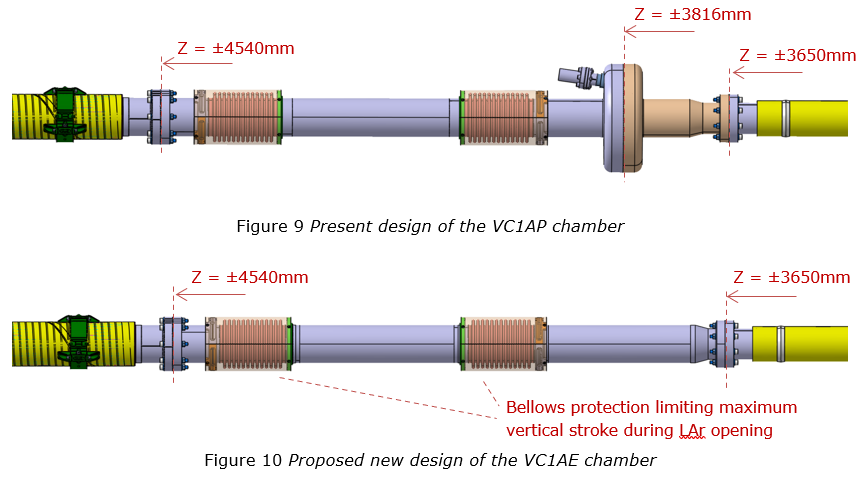 Z = ±3816mm
Z = ±4540mm
Z = ±3650mm
Figure 9 Present design of the VC1AP chamber
Z = ±4540mm
Z = ±3650mm
Bellows protection limiting maximum
vertical stroke during LAr opening
Figure 10 Proposed new design of the VC1AE chamber